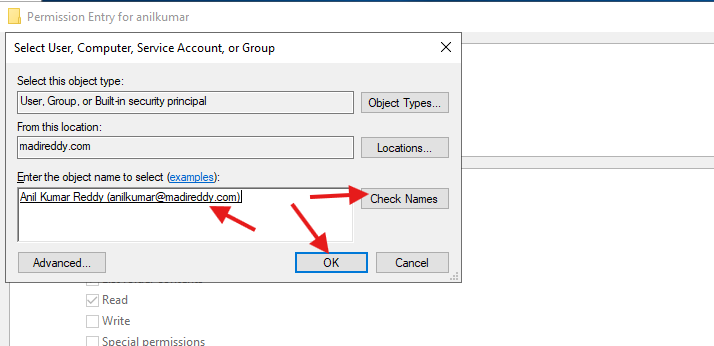 Permission Entry for anilkumar
Select User, Computer, Service Account, or Group
Select this object type:
User, Group, or Built-in security principal
Object Types...
From this location:
madireddy.com
Locations...
Enter the object name to select (examples):
Anil Kumar Reddy (anilkumar@madireddy.com)
Check Names
Advanced...
OK
Cancel
Read
Write
Special permissions